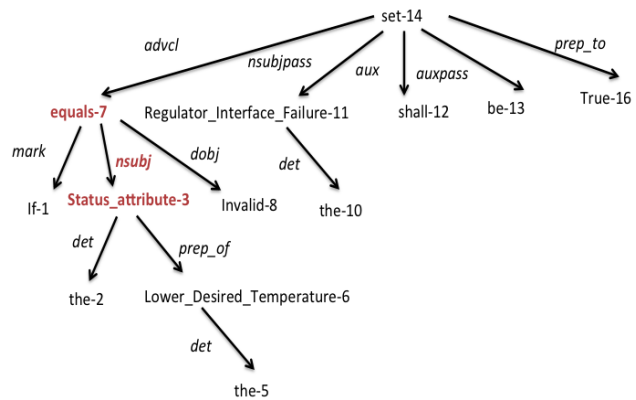 set-14
advcl
nsubjpass
aux
auxpass
prep_to
equals-7
Regulator_Interface_Failure-11
shall-12
be-13
True-16
mark
nsubj
dobj
det
If-1
Status_attribute-3
Invalid-8
the-10
det
prep_of
the-2
Lower_Desired_Temperature-6
det
the-5